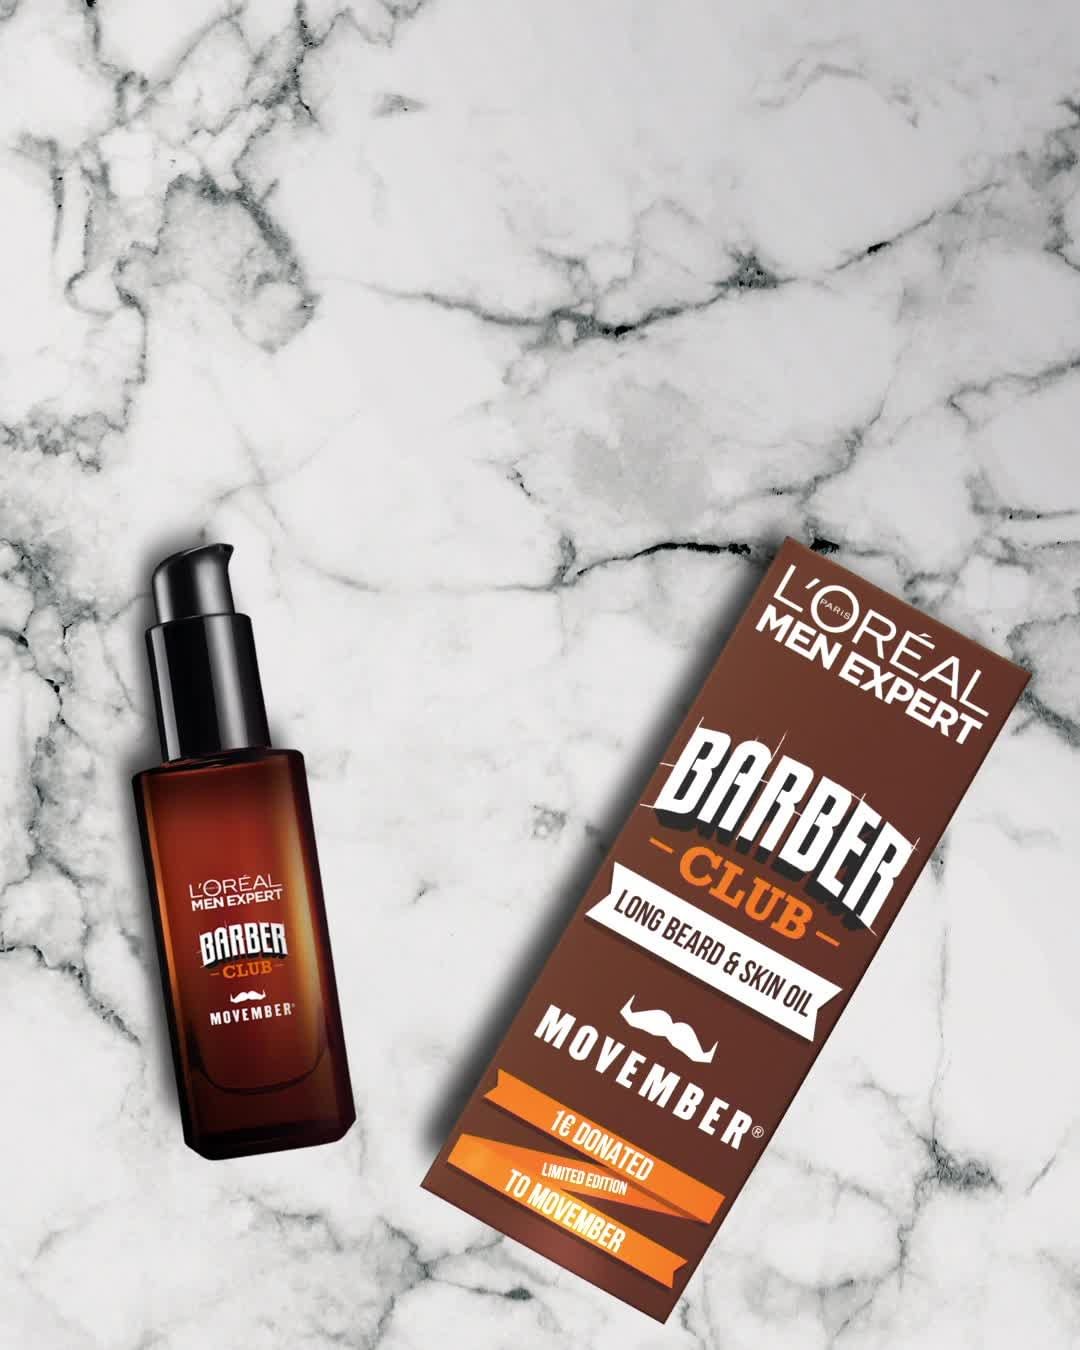 L'ORÉAL
MEN EXPERT
BARBER
- CLUB -
MOVEMBER®
L'ORÉAL
PARIS
MEN EXPERT
BARBER
- CLUB -
LONG BEARD & SKIN OIL
MOVEMBER®
1€ DONATED
LIMITED EDITION
TO MOVEMBER